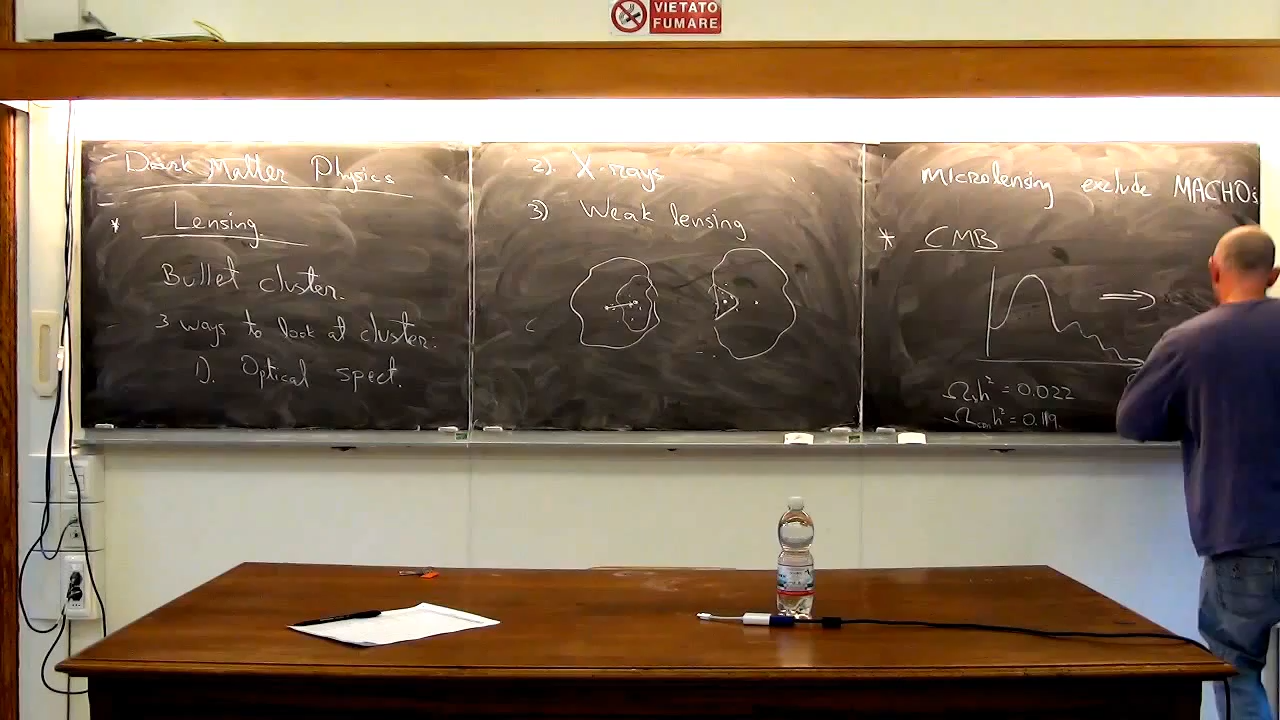 VIETATO
FUMARE
Dark Matter Physics
* Lensing
Bullet cluster.
3 ways to look at cluster:
1). Optical spect.
2). X-rays
3) Weak lensing
Microlensing exclude MACHOs
* CMB
⇒
Ω_b h² = 0.022
Ω_CDM h² = 0.119.